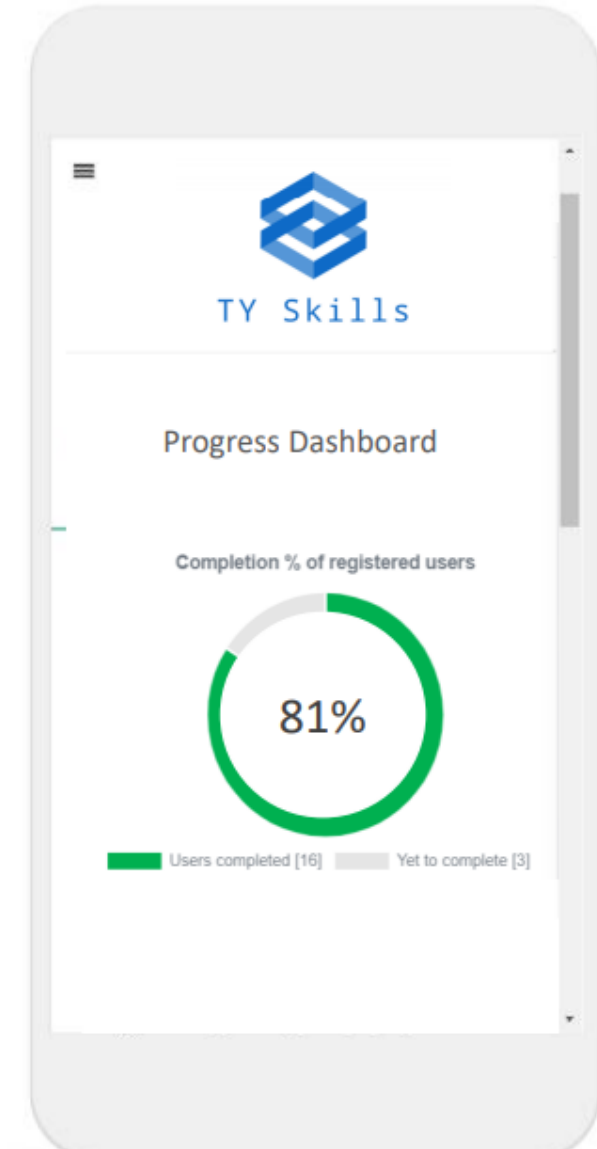 TY Skills
Progress Dashboard
Completion % of registered users
81%
Users completed [16] Yet to complete [3]